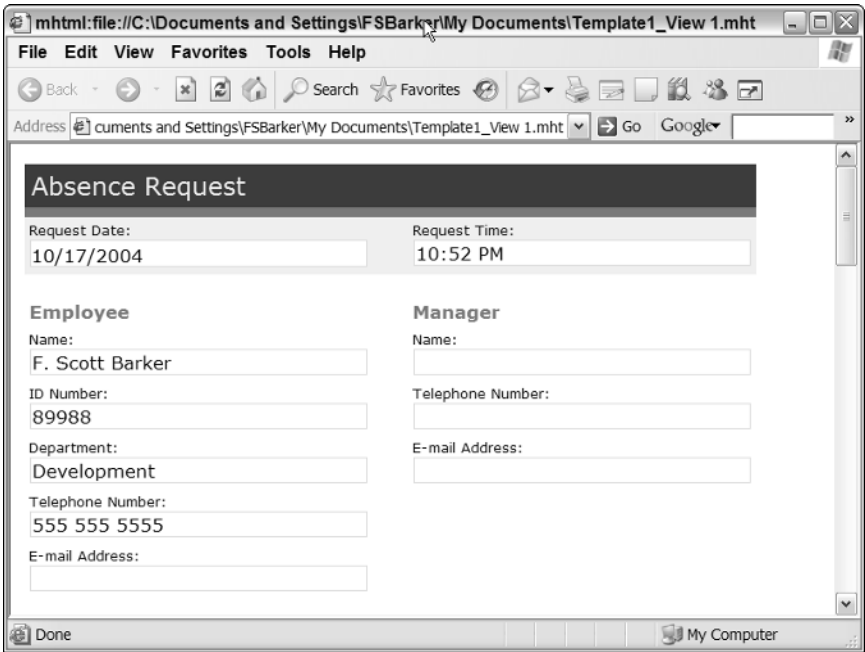 mhtml:file://C:\Documents and Settings\FSBarker\My Documents\Template1_View 1.mht
File Edit View Favorites Tools Help
Back Search Favorites
Address cuments and Settings\FSBarker\My Documents\Template1_View 1.mht Go Google »
Absence Request
Request Date: Request Time:
10/17/2004 10:52 PM
Employee Manager
Name: Name:
F. Scott Barker
ID Number: Telephone Number:
89988
Department: E-mail Address:
Development
Telephone Number:
555 555 5555
E-mail Address:
Done My Computer